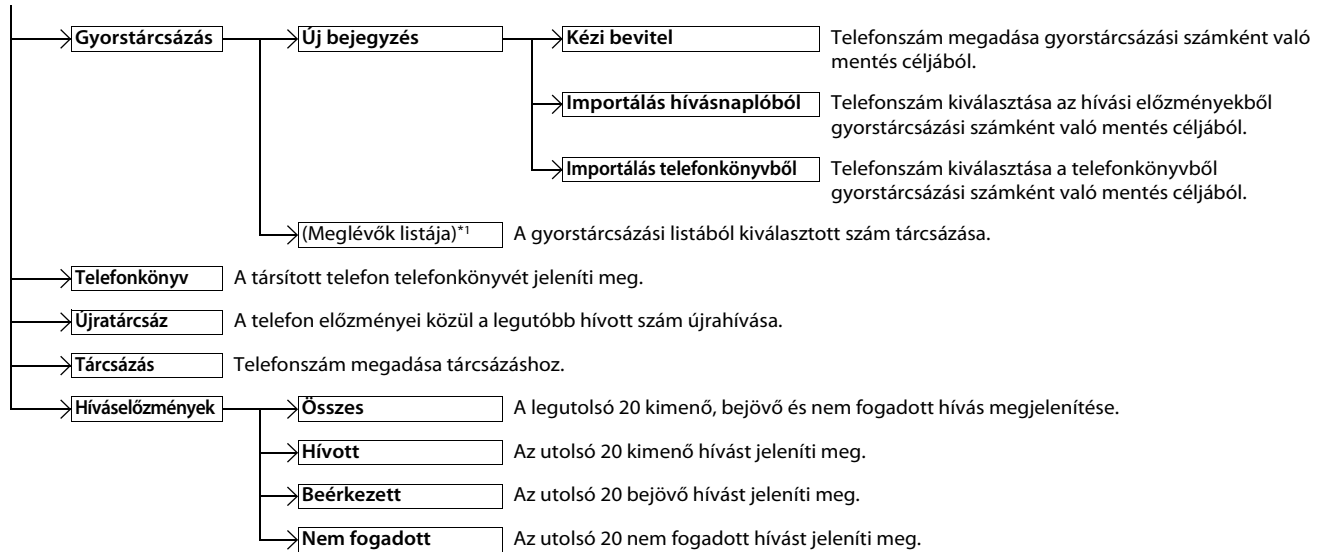 Gyorstárcsázás Új bejegyzés Kézi bevitel Telefonszám megadása gyorstárcsázási számként való
mentés céljából.
Importálás hívásnaplóból Telefonszám kiválasztása az hívási előzményekből
gyorstárcsázási számként való mentés céljából.
Importálás telefonkönyvből Telefonszám kiválasztása a telefonkönyvből
gyorstárcsázási számként való mentés céljából.
(Meglévők listája)*1 A gyorstárcsázási listából kiválasztott szám tárcsázása.
Telefonkönyv A társított telefon telefonkönyvét jeleníti meg.
Újratárcsáz A telefon előzményei közül a legutóbb hívott szám újrahívása.
Tárcsázás Telefonszám megadása tárcsázáshoz.
Híváselőzmények Összes A legutolsó 20 kimenő, bejövő és nem fogadott hívás megjelenítése.
Hívott Az utolsó 20 kimenő hívást jeleníti meg.
Beérkezett Az utolsó 20 bejövő hívást jeleníti meg.
Nem fogadott Az utolsó 20 nem fogadott hívást jeleníti meg.